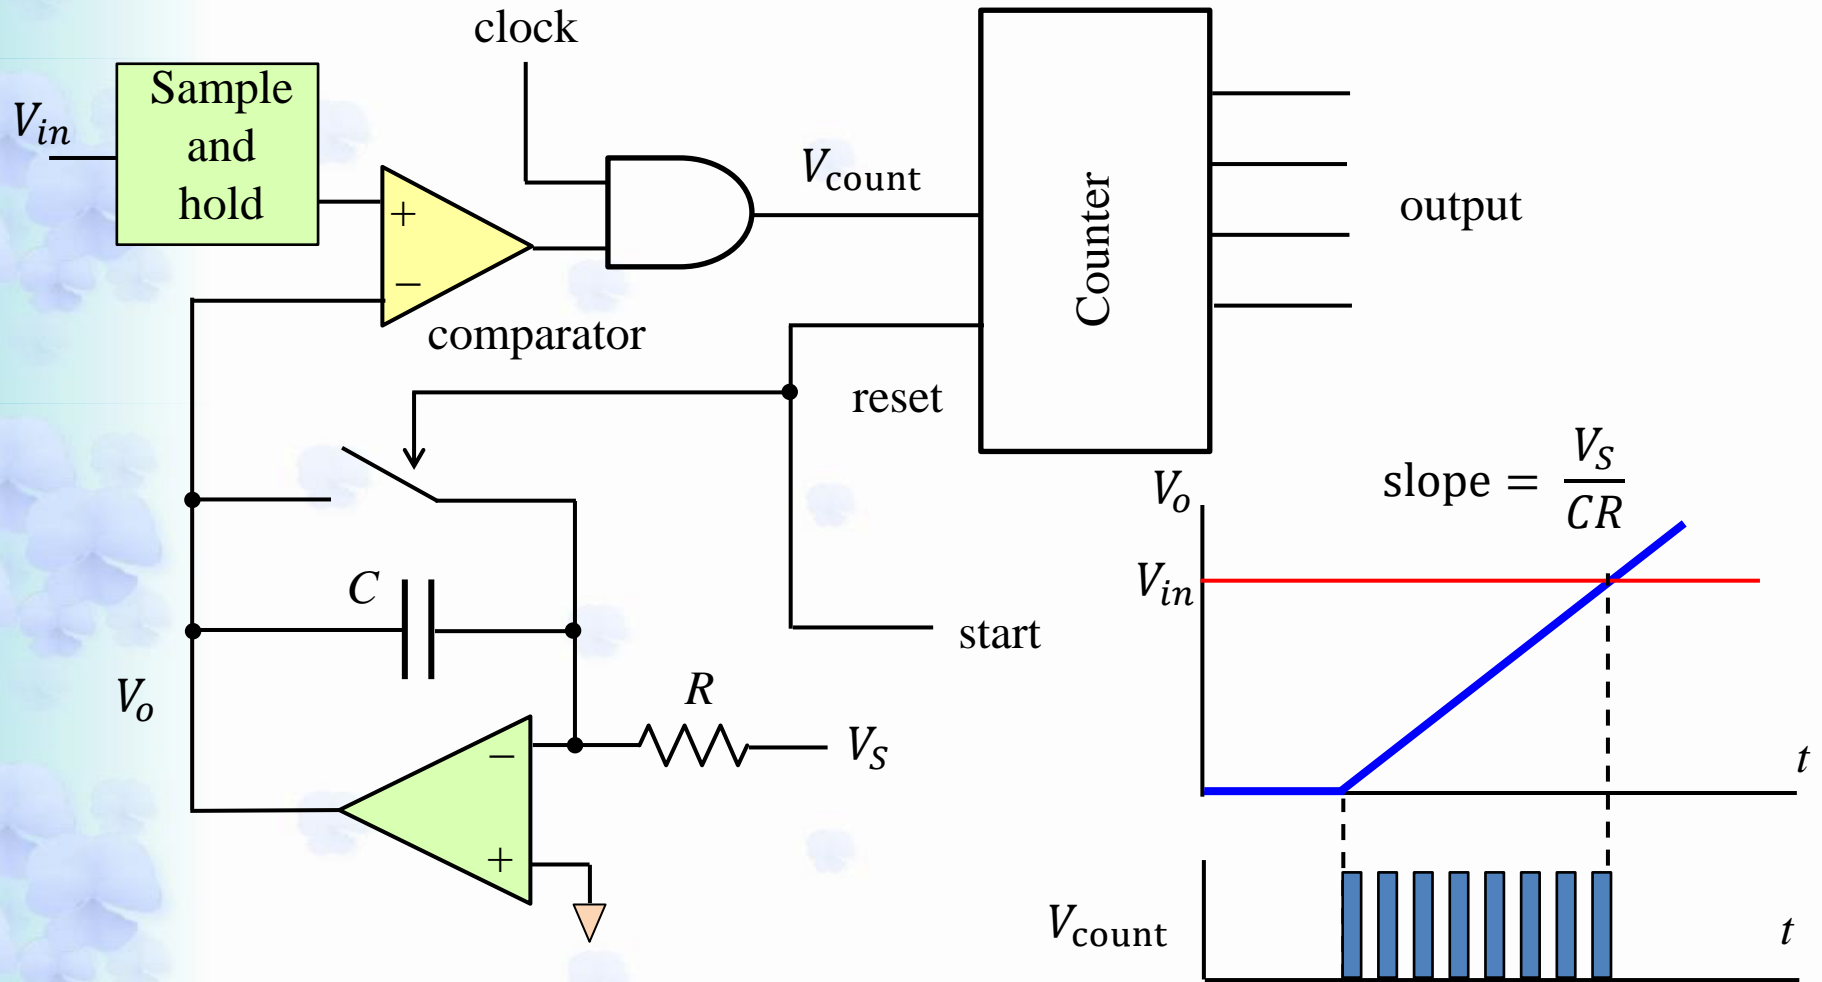 clock
Sample
and
hold
V_in
+
−
comparator
V_count
Counter
output
reset
start
C
R
V_o
V_S
−
+
V_o
slope = V_S/CR
V_in
t
V_count
t